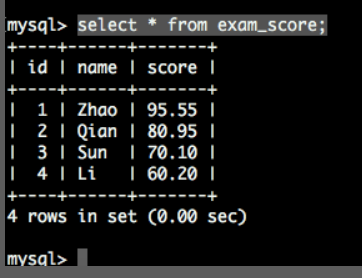 mysql> select * from exam_score;
+----+------+-------+
| id | name | score |
+----+------+-------+
|  1 | Zhao | 95.55 |
|  2 | Qian | 80.95 |
|  3 | Sun  | 70.10 |
|  4 | Li   | 60.20 |
+----+------+-------+
4 rows in set (0.00 sec)
mysql>